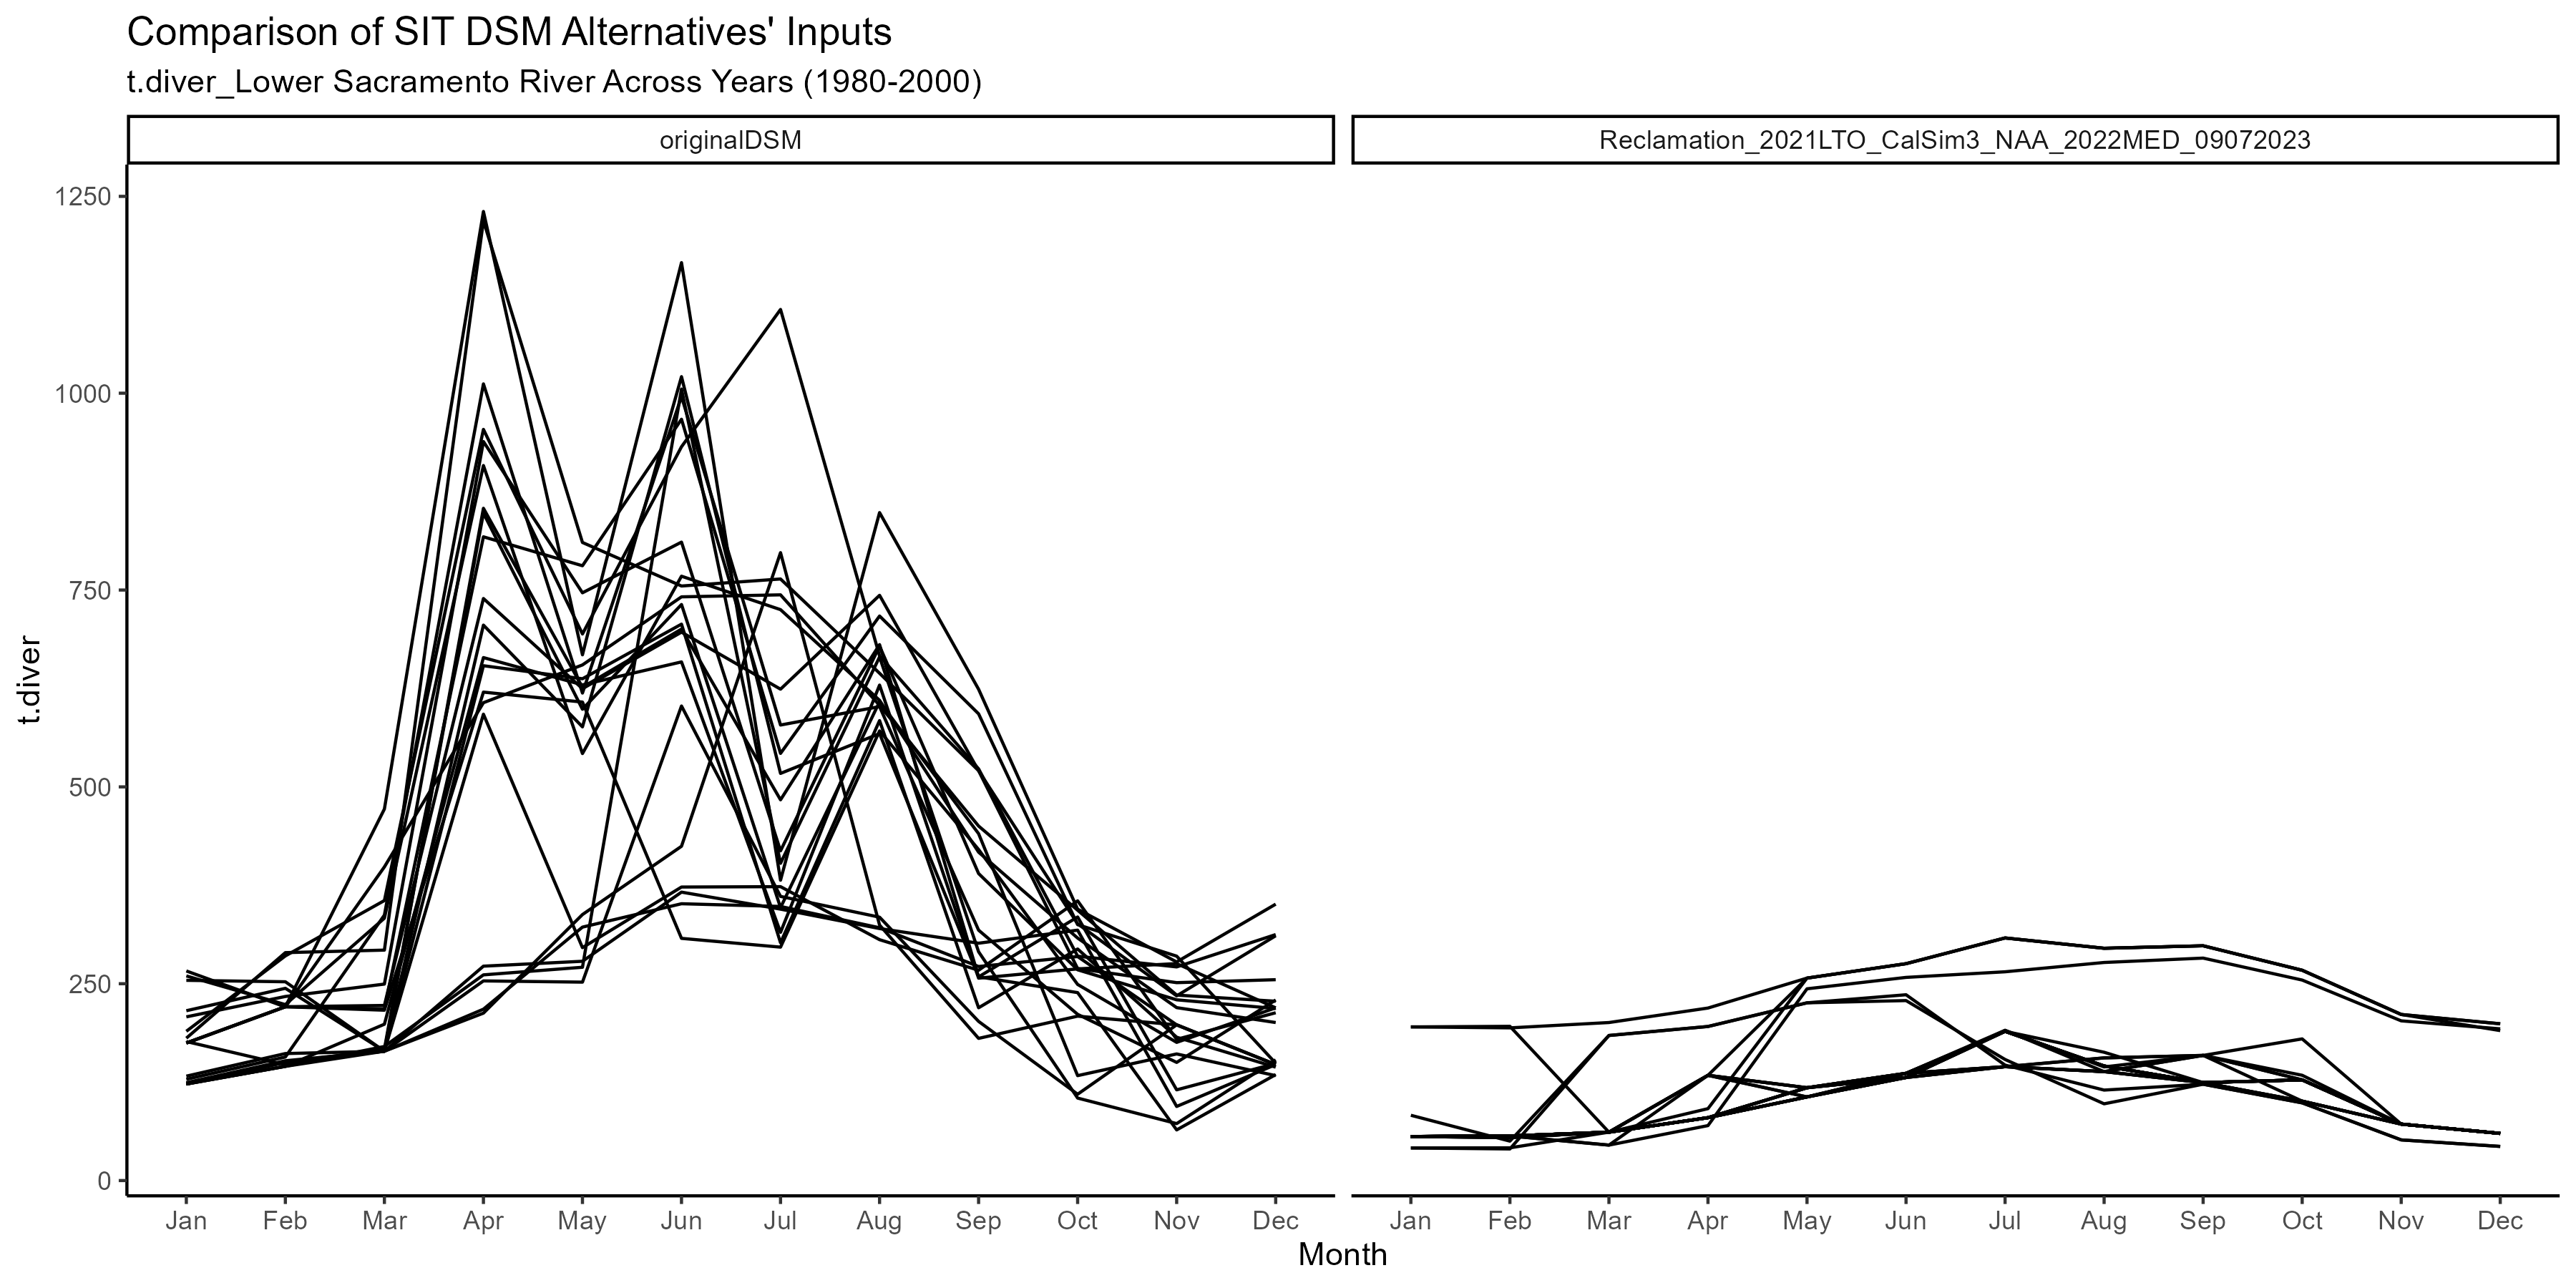 Comparison of SIT DSM Alternatives' Inputs
t.diver_Lower Sacramento River Across Years (1980-2000)
originalDSM
Reclamation_2021LTO_CalSim3_NAA_2022MED_09072023
1250
1000
750
500
250
0
t.diver
Jan Feb Mar Apr May Jun Jul Aug Sep Oct Nov Dec
Jan Feb Mar Apr May Jun Jul Aug Sep Oct Nov Dec
Month